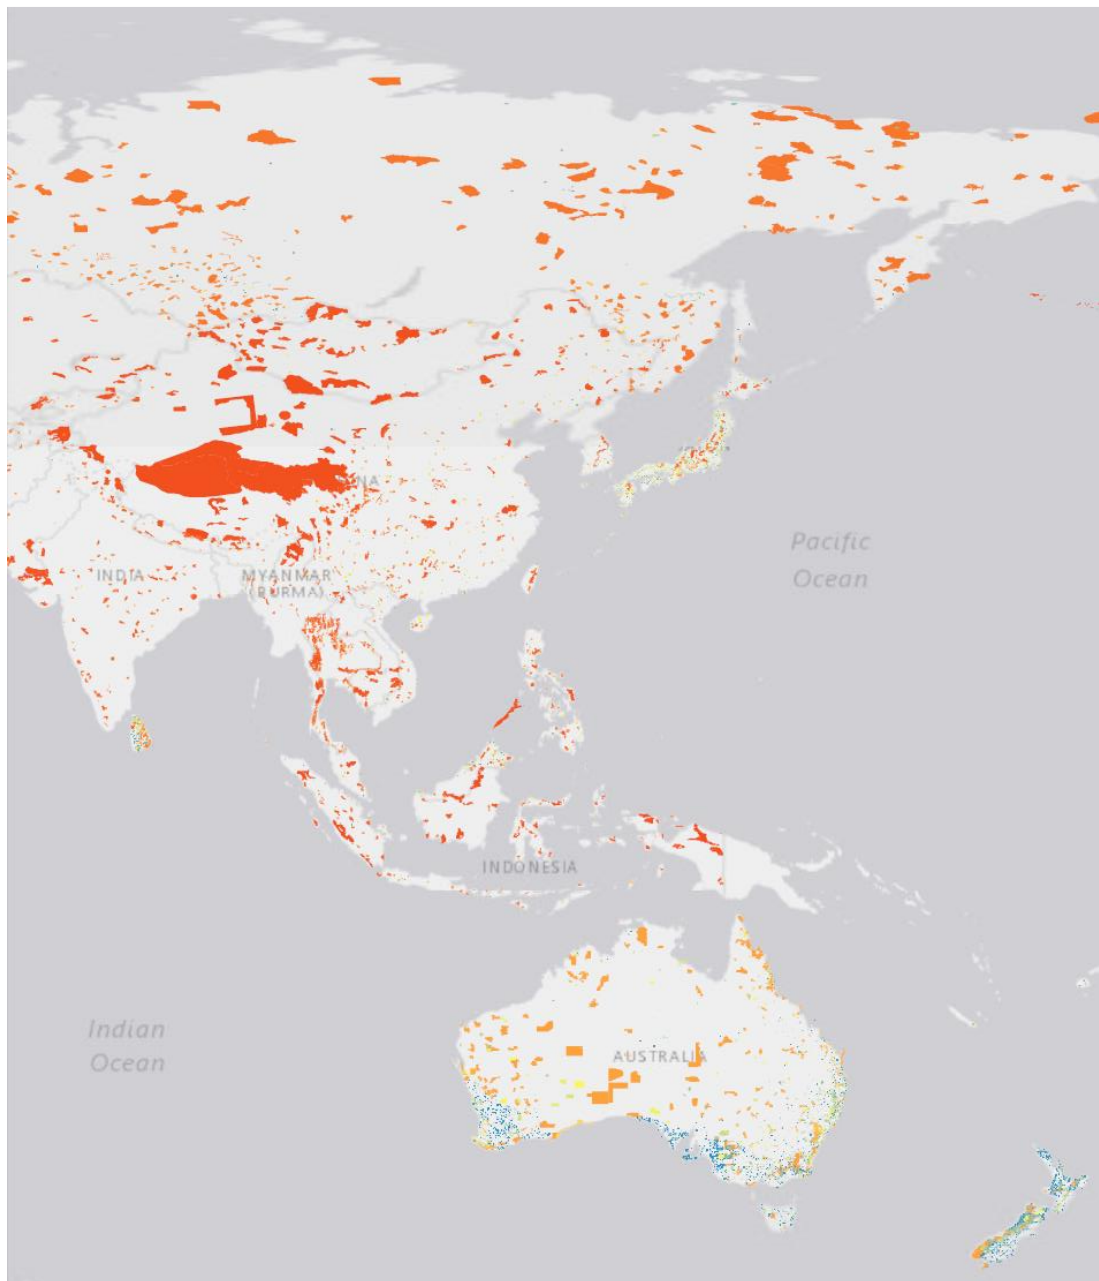 Pacific
Ocean
INDIA
MYANMAR
(BURMA)
INDONESIA
Indian
Ocean
AUSTRALIA